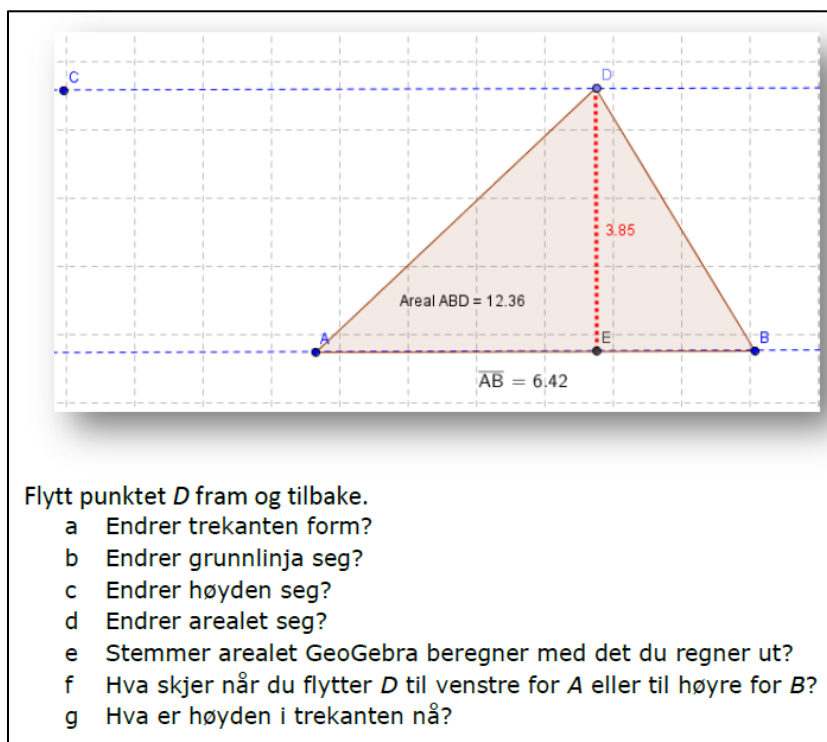 C
D
3.85
Areal ABD = 12.36
A
E
B
AB = 6.42
Flytt punktet D fram og tilbake.
a Endrer trekanten form?
b Endrer grunnlinja seg?
c Endrer høyden seg?
d Endrer arealet seg?
e Stemmer arealet GeoGebra beregner med det du regner ut?
f Hva skjer når du flytter D til venstre for A eller til høyre for B?
g Hva er høyden i trekanten nå?